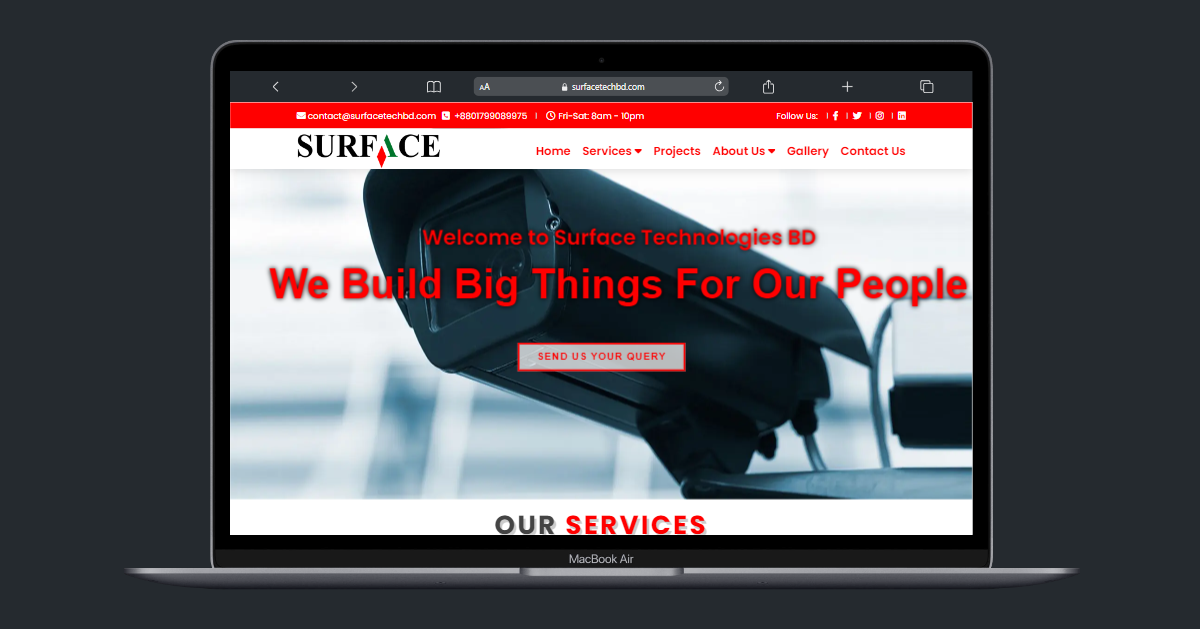 AA surfacetechbd.com
contact@surfacetechbd.com +8801799089975 | Fri-Sat: 8am - 10pm Follow Us: | | | |
SURFACE
Home Services Projects About Us Gallery Contact Us
Welcome to Surface Technologies BD
We Build Big Things For Our People
SEND US YOUR QUERY
OUR SERVICES
MacBook Air